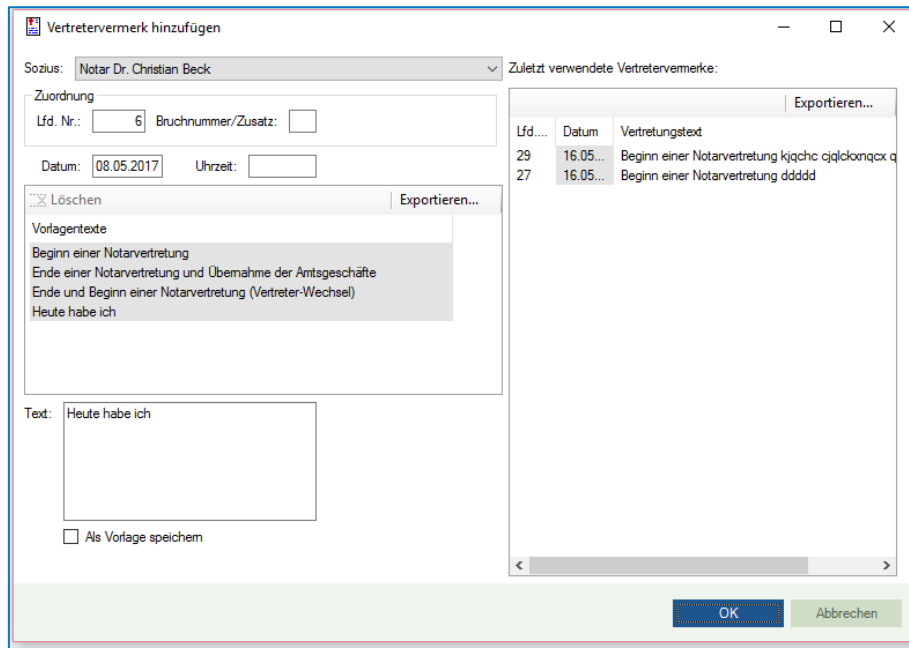 Vertretervermerk hinzufügen
Sozius: Notar Dr. Christian Beck
Zuordnung
Lfd. Nr.: 6 Bruchnummer/Zusatz:
Datum: 08.05.2017 Uhrzeit:
Löschen Exportieren...
Vorlagentexte
Beginn einer Notarvertretung
Ende einer Notarvertretung und Übernahme der Amtsgeschäfte
Ende und Beginn einer Notarvertretung (Vertreter-Wechsel)
Heute habe ich
Text: Heute habe ich
Als Vorlage speichern
Zuletzt verwendete Vertretervermerke:
Exportieren...
Lfd.... Datum Vertretungstext
29 16.05... Beginn einer Notarvertretung kjqchc cjqlckxnqcx q
27 16.05... Beginn einer Notarvertretung ddddd
OK Abbrechen